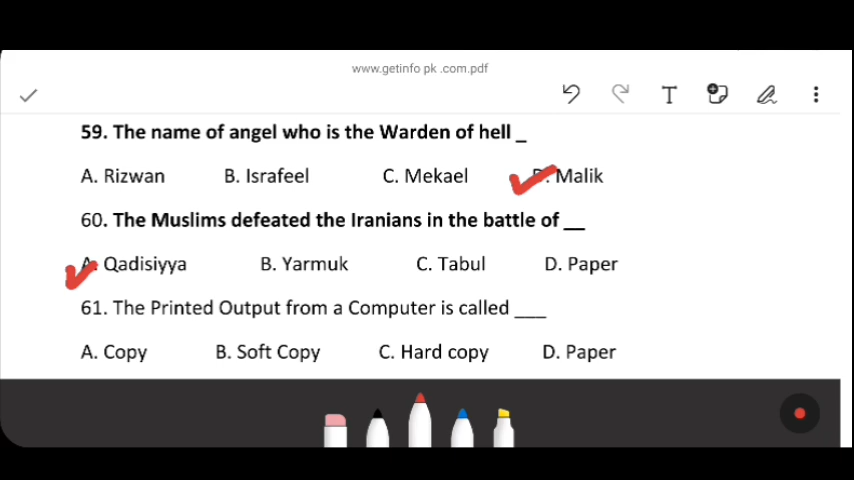 www.getinfo pk .com.pdf
T
59. The name of angel who is the Warden of hell _
A. Rizwan B. Israfeel C. Mekael D. Malik
60. The Muslims defeated the Iranians in the battle of __
A. Qadisiyya B. Yarmuk C. Tabul D. Paper
61. The Printed Output from a Computer is called ___
A. Copy B. Soft Copy C. Hard copy D. Paper